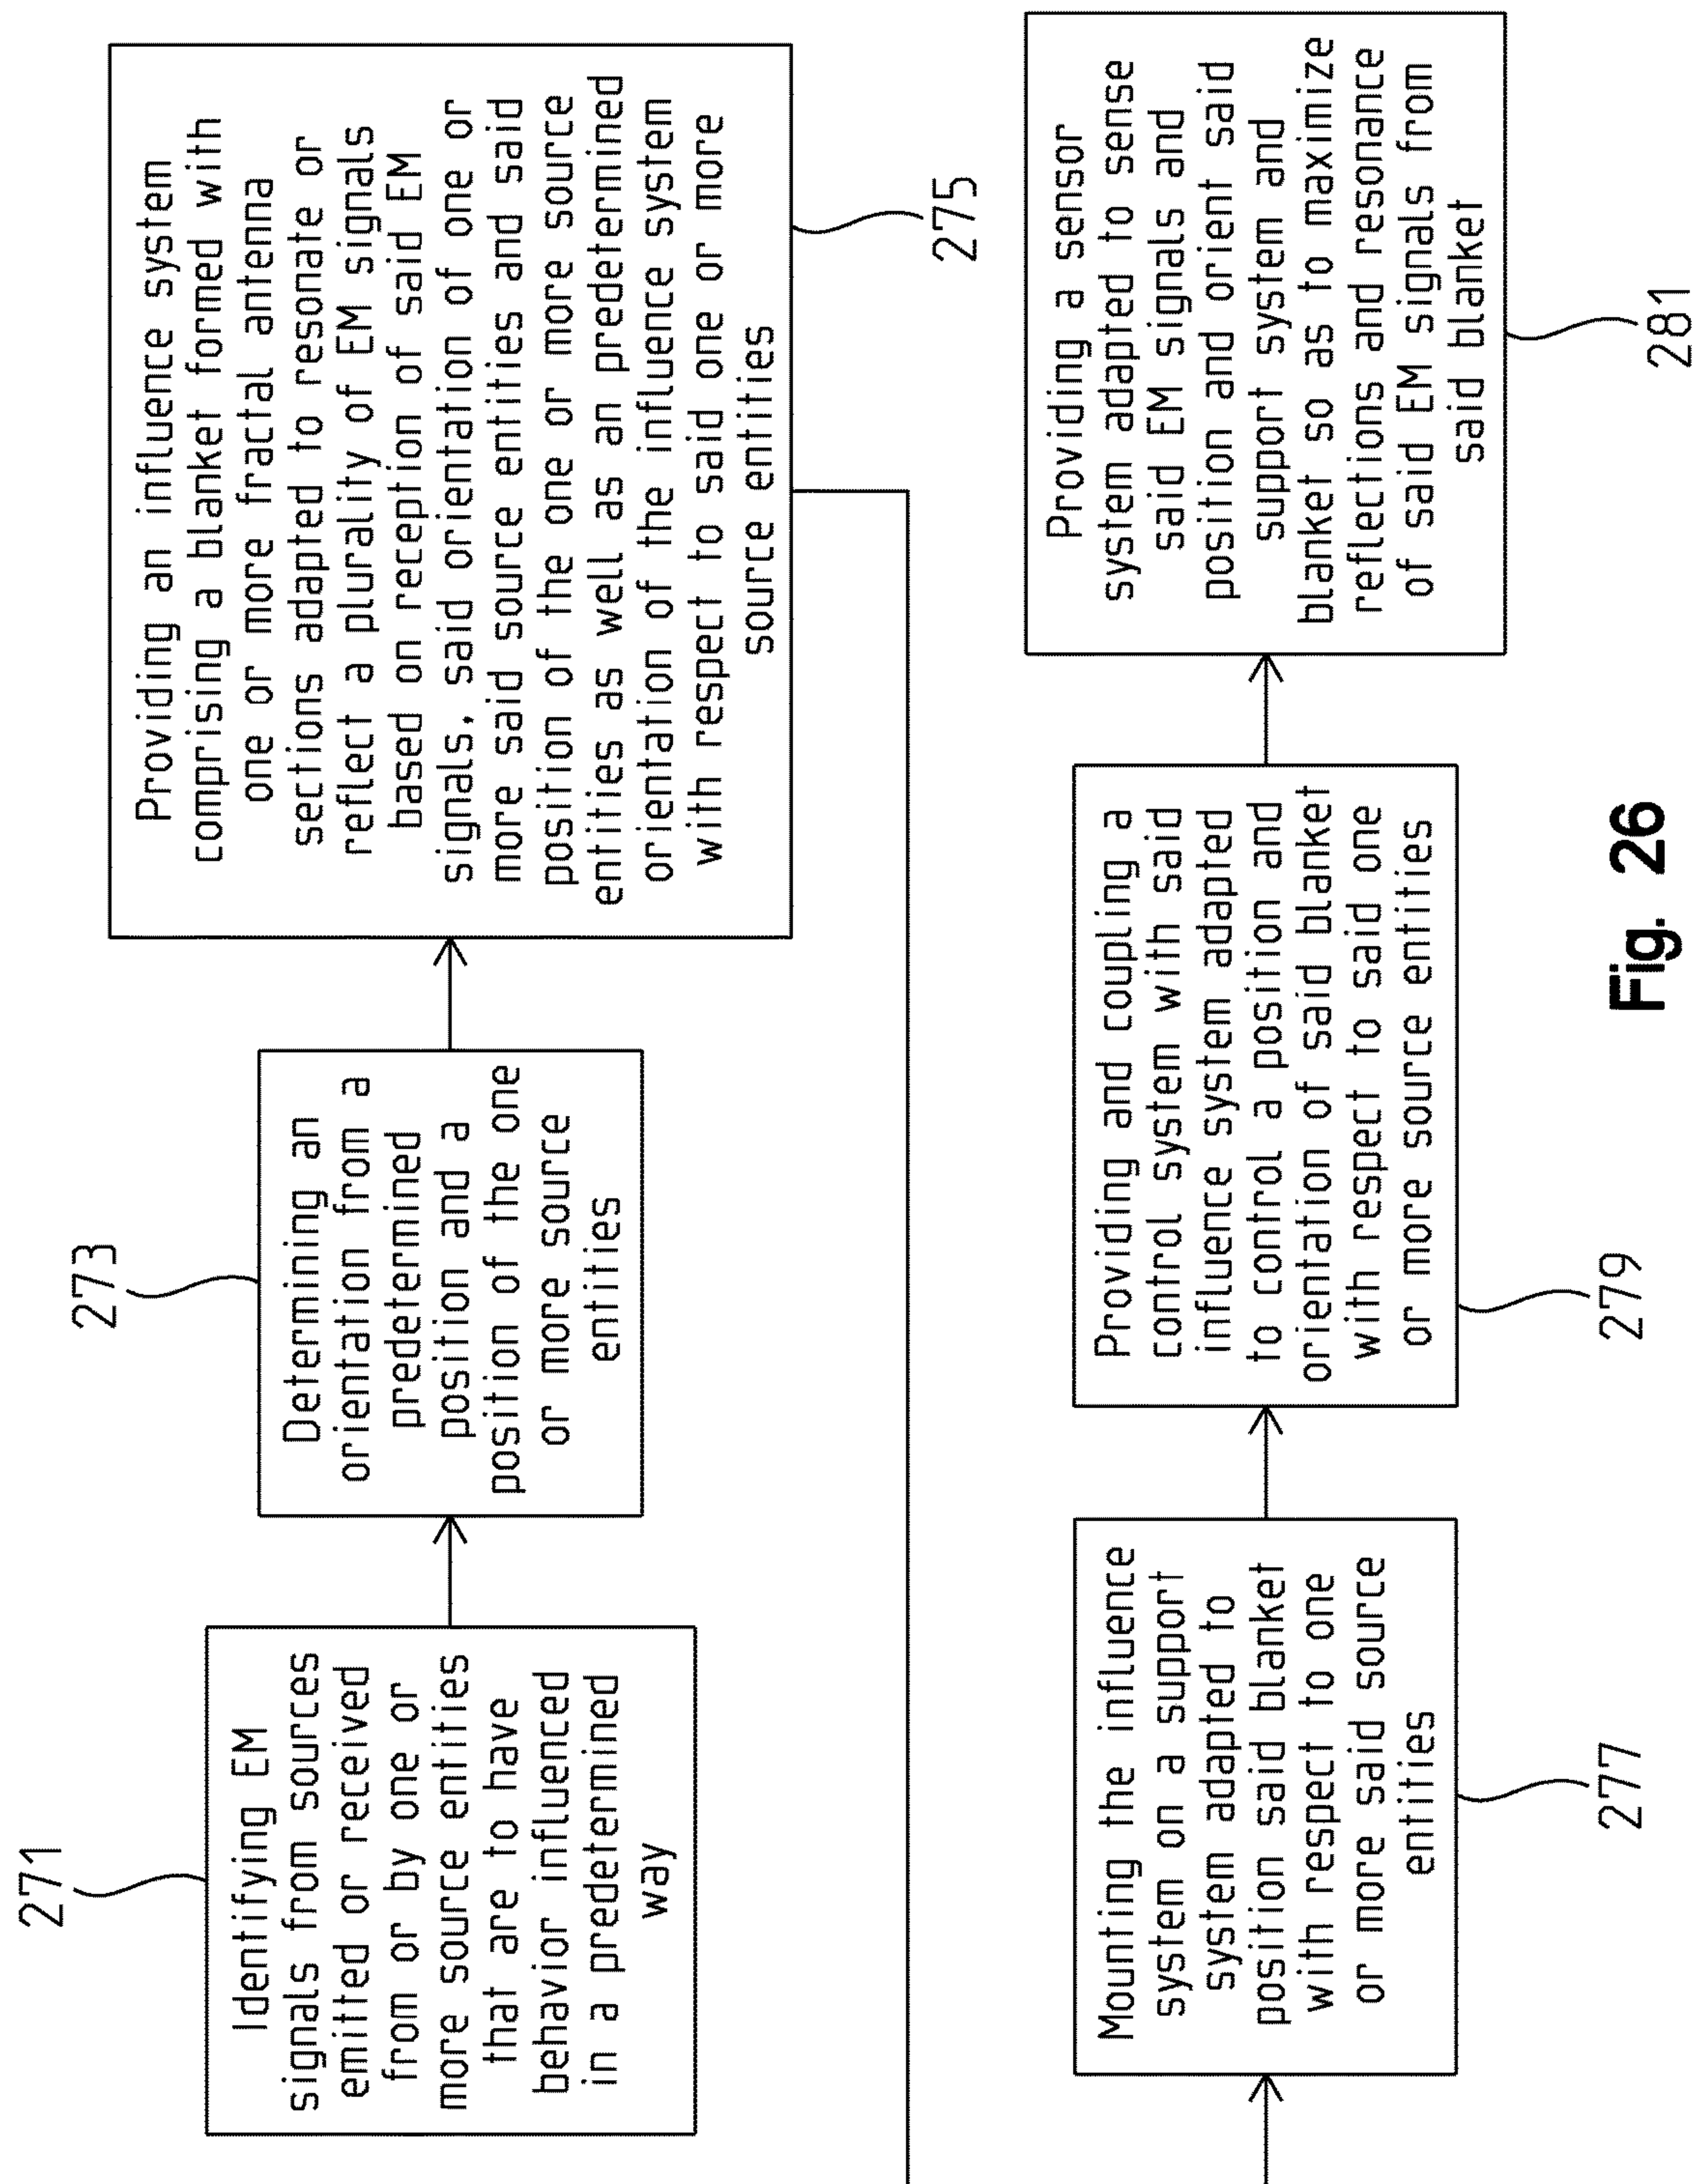 271
Identifying EM
signals from sources
emitted or received
from or by one or
more source entities
that are to have
behavior influenced
in a predetermined
way
273
Determining an
orientation from a
predetermined
position and a
position of the one
or more source
entities
Providing an influence system
comprising a blanket formed with
one or more fractal antenna
sections adapted to resonate or
reflect a plurality of EM signals
based on reception of said EM
signals, said orientation of one or
more said source entities and said
position of the one or more source
entities as well as an predetermined
orientation of the influence system
with respect to said one or more
source entities
275
Mounting the influence
system on a support
system adapted to
position said blanket
with respect to one
or more said source
entities
277
Providing and coupling a
control system with said
influence system adapted
to control a position and
orientation of said blanket
with respect to said one
or more source entities
279
Providing a sensor
system adapted to sense
said EM signals and
position and orient said
support system and
blanket so as to maximize
reflections and resonance
of said EM signals from
said blanket
281
Fig. 26